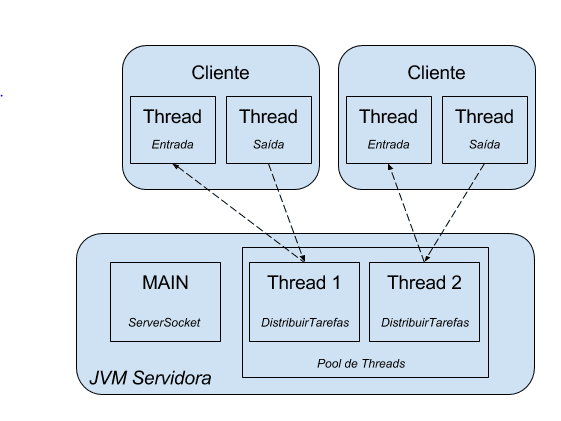 Cliente
Cliente
Thread
Thread
Thread
Thread
Entrada
Saída
Entrada
Saída
MAIN
Thread 1
Thread 2
ServerSocket
DistribuirTarefas
DistribuirTarefas
Pool de Threads
JVM Servidora